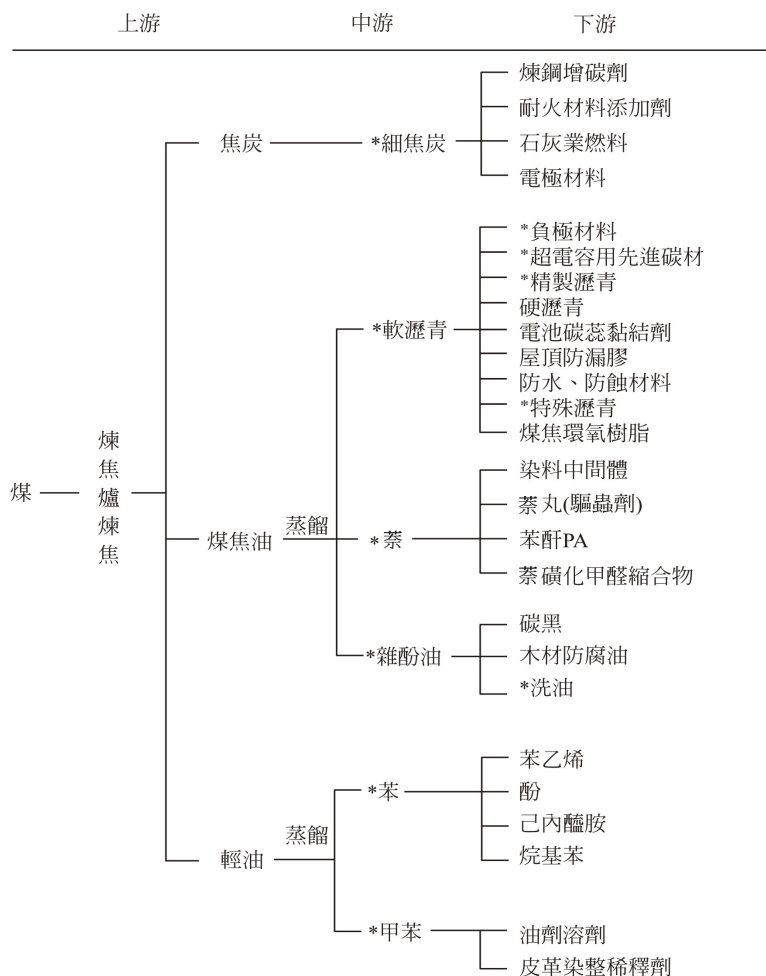 上游 中游 下游
煉鋼增碳劑
耐火材料添加劑
焦炭 *細焦炭 石灰業燃料
電極材料
*負極材料
*超電容用先進碳材
*精製瀝青
硬瀝青
*軟瀝青 電池碳蕊黏結劑
屋頂防漏膠
防水、防蝕材料
*特殊瀝青
煤焦環氧樹脂
煤 煉焦爐煉焦
染料中間體
萘丸(驅蟲劑)
煤焦油 蒸餾 *萘 苯酐PA
萘磺化甲醛縮合物
碳黑
*雜酚油 木材防腐油
*洗油
苯乙烯
*苯 酚
己內醯胺
烷基苯
輕油 蒸餾
*甲苯 油劑溶劑
皮革染整稀釋劑